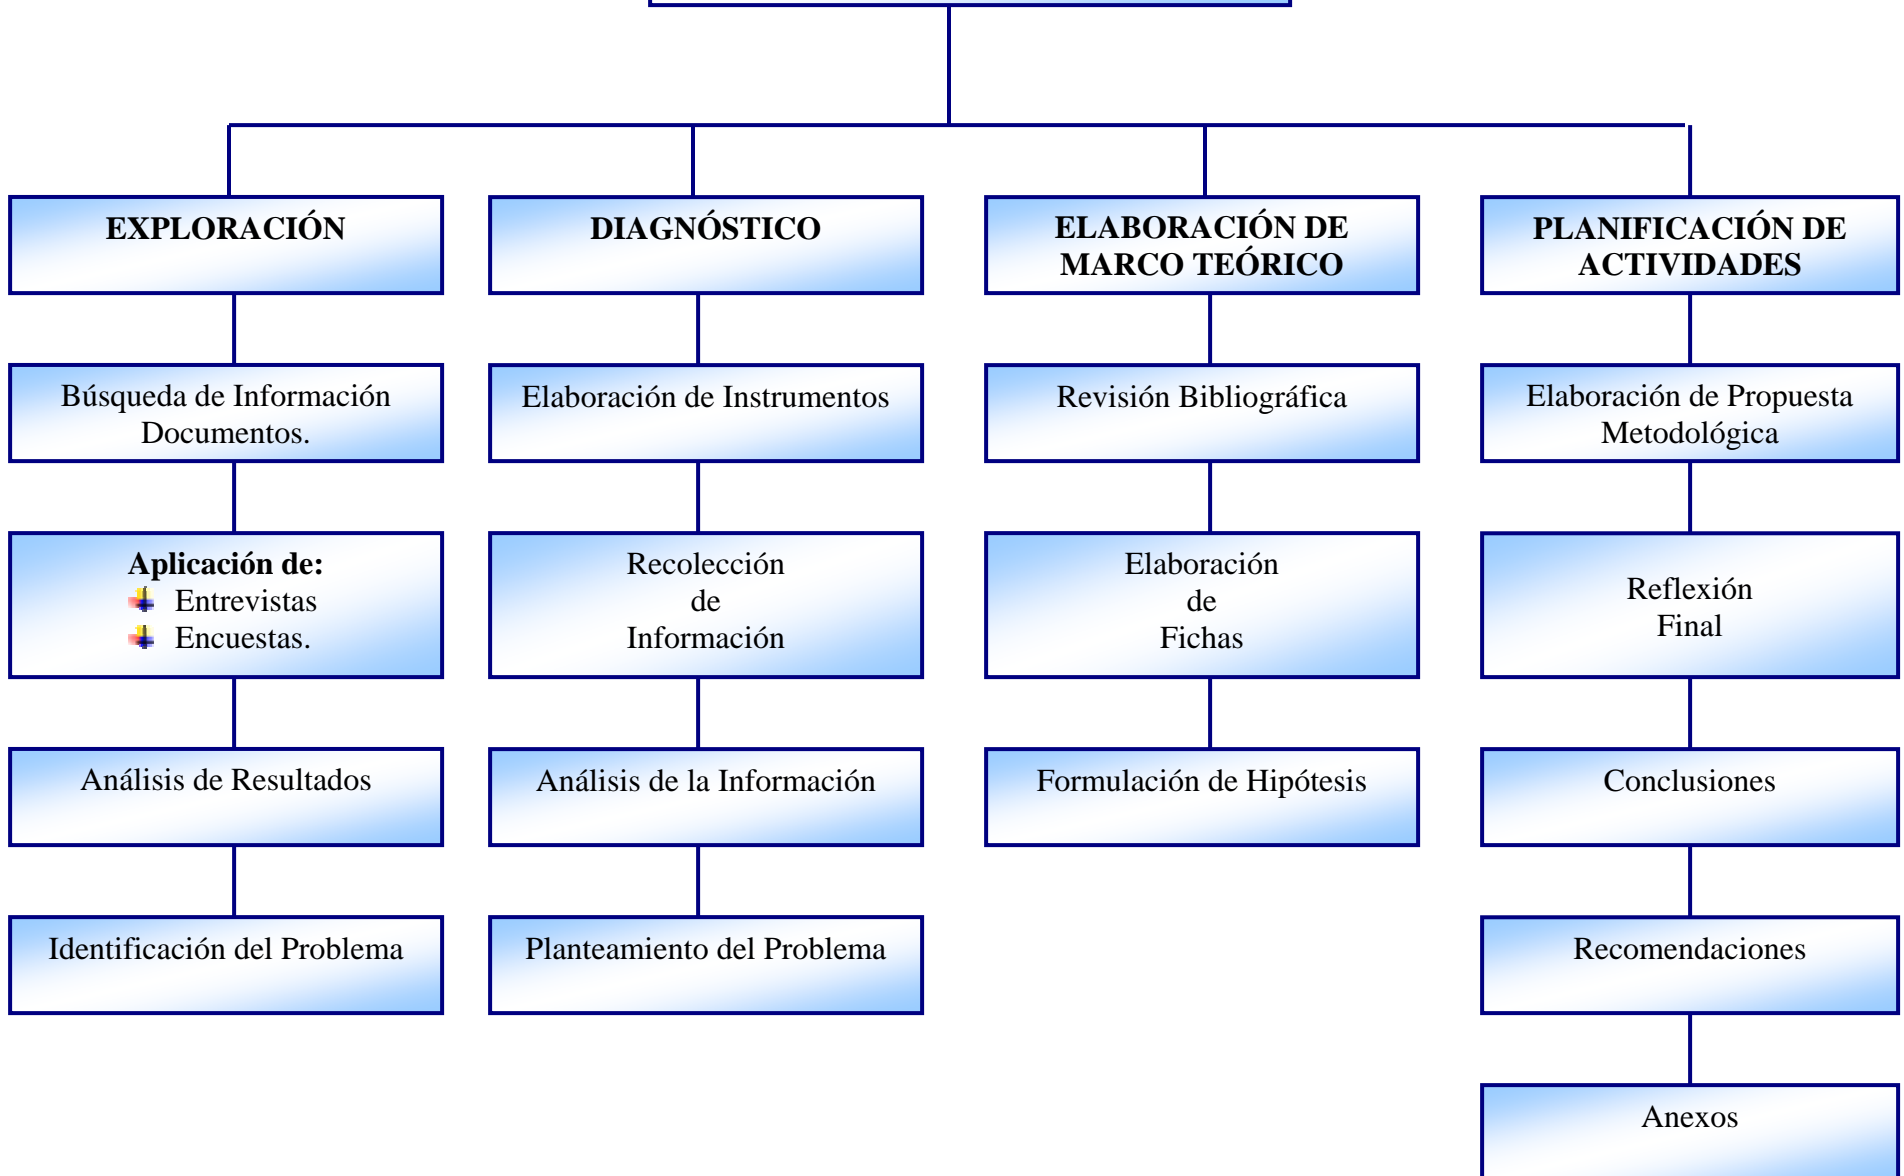 EXPLORACIÓN
Búsqueda de Información
Documentos.
Aplicación de:
Entrevistas
Encuestas.
Análisis de Resultados
Identificación del Problema
DIAGNÓSTICO
Elaboración de Instrumentos
Recolección
de
Información
Análisis de la Información
Planteamiento del Problema
ELABORACIÓN DE
MARCO TEÓRICO
Revisión Bibliográfica
Elaboración
de
Fichas
Formulación de Hipótesis
PLANIFICACIÓN DE
ACTIVIDADES
Elaboración de Propuesta
Metodológica
Reflexión
Final
Conclusiones
Recomendaciones
Anexos